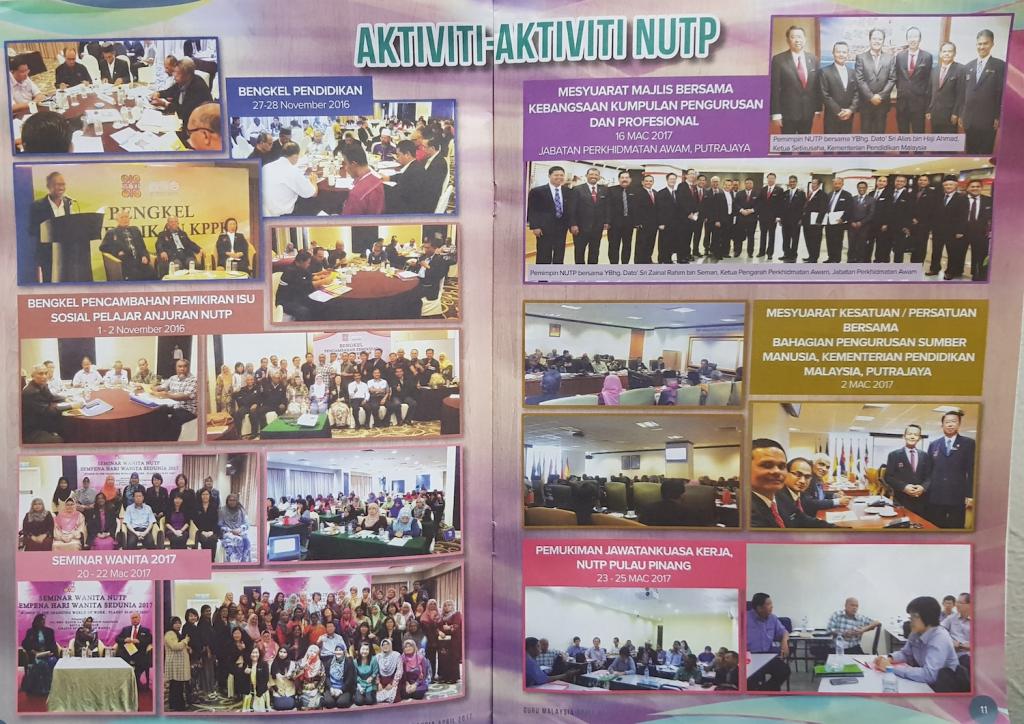 AKTIVITI-AKTIVITI NUTP
BENGKEL PENDIDIKAN
27-28 November 2016
BENGKEL
KPPK
BENGKEL PENCAMBAHAN PEMIKIRAN ISU
SOSIAL PELAJAR ANJURAN NUTP
1 - 2 November 2016
BENGKEL
SEMINAR WANITA NUTP
SEMPENA HARI WANITA SEDUNIA 2017
SEMINAR WANITA 2017
20 - 22 Mac 2017
SEMINAR WANITA NUTP
SEMPENA HARI WANITA SEDUNIA 2017
APRIL 2017
MESYUARAT MAJLIS BERSAMA
KEBANGSAAN KUMPULAN PENGURUSAN
DAN PROFESIONAL
16 MAC 2017
JABATAN PERKHIDMATAN AWAM, PUTRAJAYA
Pemimpin NUTP bersama YBhg. Dato' Sri Alias bin Haji Ahmad,
Ketua Setiausaha, Kementerian Pendidikan Malaysia
Pemimpin NUTP bersama YBhg. Dato' Sri Zainal Rahim bin Seman, Ketua Pengarah Perkhidmatan Awam, Jabatan Perkhidmatan Awam
MESYUARAT KESATUAN / PERSATUAN
BERSAMA
BAHAGIAN PENGURUSAN SUMBER
MANUSIA, KEMENTERIAN PENDIDIKAN
MALAYSIA, PUTRAJAYA
2 MAC 2017
PEMUKIMAN JAWATANKUASA KERJA,
NUTP PULAU PINANG
23 - 25 MAC 2017
GURU MALAYSIA
11